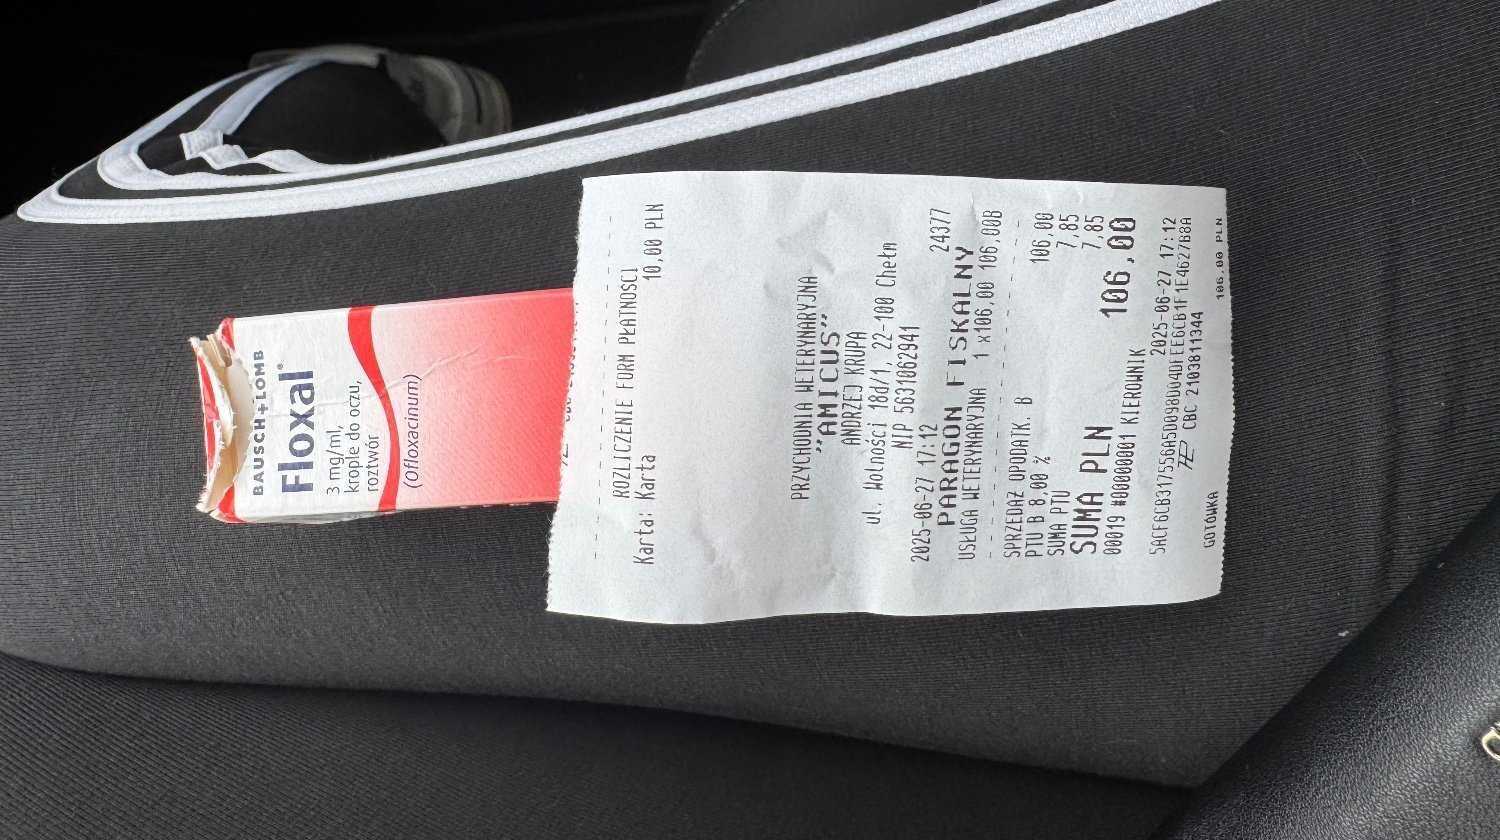 BAUSCH+LOMB
Floxal®
3 mg/ml,
krople do oczu,
roztwór
(Ofloxacinum)
ROZLICZENIE FORM PŁATNOŚCI
Karta: Karta 10,00 PLN
PRZYCHODNIA WETERYNARYJNA
"AMICUS"
ANDRZEJ KRUPA
ul. Wolności 18d/1, 22-100 Chełm
NIP 5631062941
2025-06-27 17:12 24377
PARAGON FISKALNY
USŁUGA WETERYNARYJNA 1 x106,00 106,00B
SPRZEDAŻ OPODATK. B 106,00
PTU B 8,00 % 7,85
SUMA PTU 7,85
SUMA PLN 106,00
00019 #00000001 KIEROWNIK 2025-06-27 17:12
CBC 2103811344
GOTÓWKA 106,00 PLN